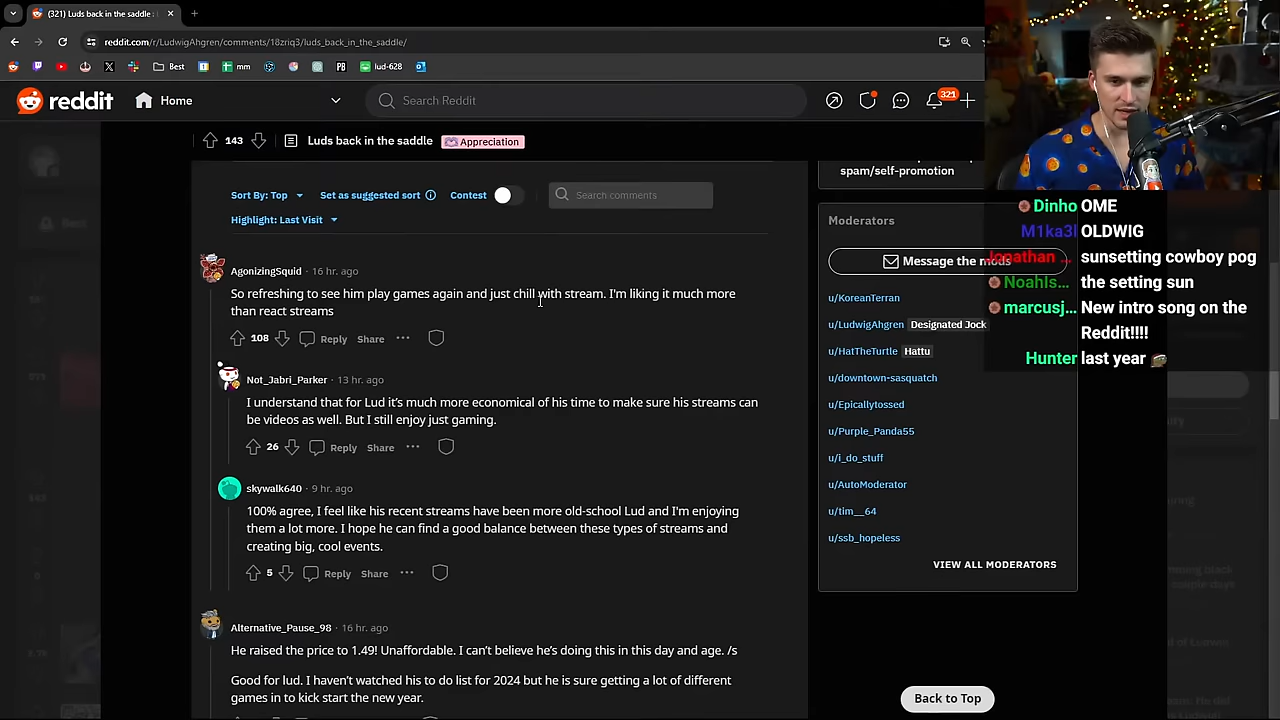 (321) Luds back in the saddle :
reddit.com/r/LudwigAhgren/comments/18zriq3/luds_back_in_the_saddle/
Best
mm
lud-628
reddit
Home
Search Reddit
321
143
Luds back in the saddle
Appreciation
spam/self-promotion
Sort By: Top
Set as suggested sort
Contest
Search comments
Highlight: Last Visit
AgonizingSquid · 16 hr. ago
So refreshing to see him play games again and just chill with stream. I'm liking it much more
than react streams
108
Reply
Share
Not_Jabri_Parker · 13 hr. ago
I understand that for Lud it's much more economical of his time to make sure his streams can
be videos as well. But I still enjoy just gaming.
26
Reply
Share
skywalk640 · 9 hr. ago
100% agree, I feel like his recent streams have been more old-school Lud and I'm enjoying
them a lot more. I hope he can find a good balance between these types of streams and
creating big, cool events.
5
Reply
Share
Alternative_Pause_98 · 16 hr. ago
He raised the price to 1.49! Unaffordable. I can't believe he's doing this in this day and age. /s
Good for lud. I haven't watched his to do list for 2024 but he is sure getting a lot of different
games in to kick start the new year.
Moderators
Message the mods
u/KoreanTerran
u/LudwigAhgren Designated Jock
u/HatTheTurtle Hattu
u/downtown-sasquatch
u/Epicallytossed
u/Purple_Panda55
u/i_do_stuff
u/AutoModerator
u/tim__64
u/ssb_hopeless
VIEW ALL MODERATORS
Back to Top
Dinho OME
M1ka3l OLDWIG
Jonathan ... sunsetting cowboy pog
NoahIs... the setting sun
marcusj... New intro song on the
Reddit!!!!
Hunter last year